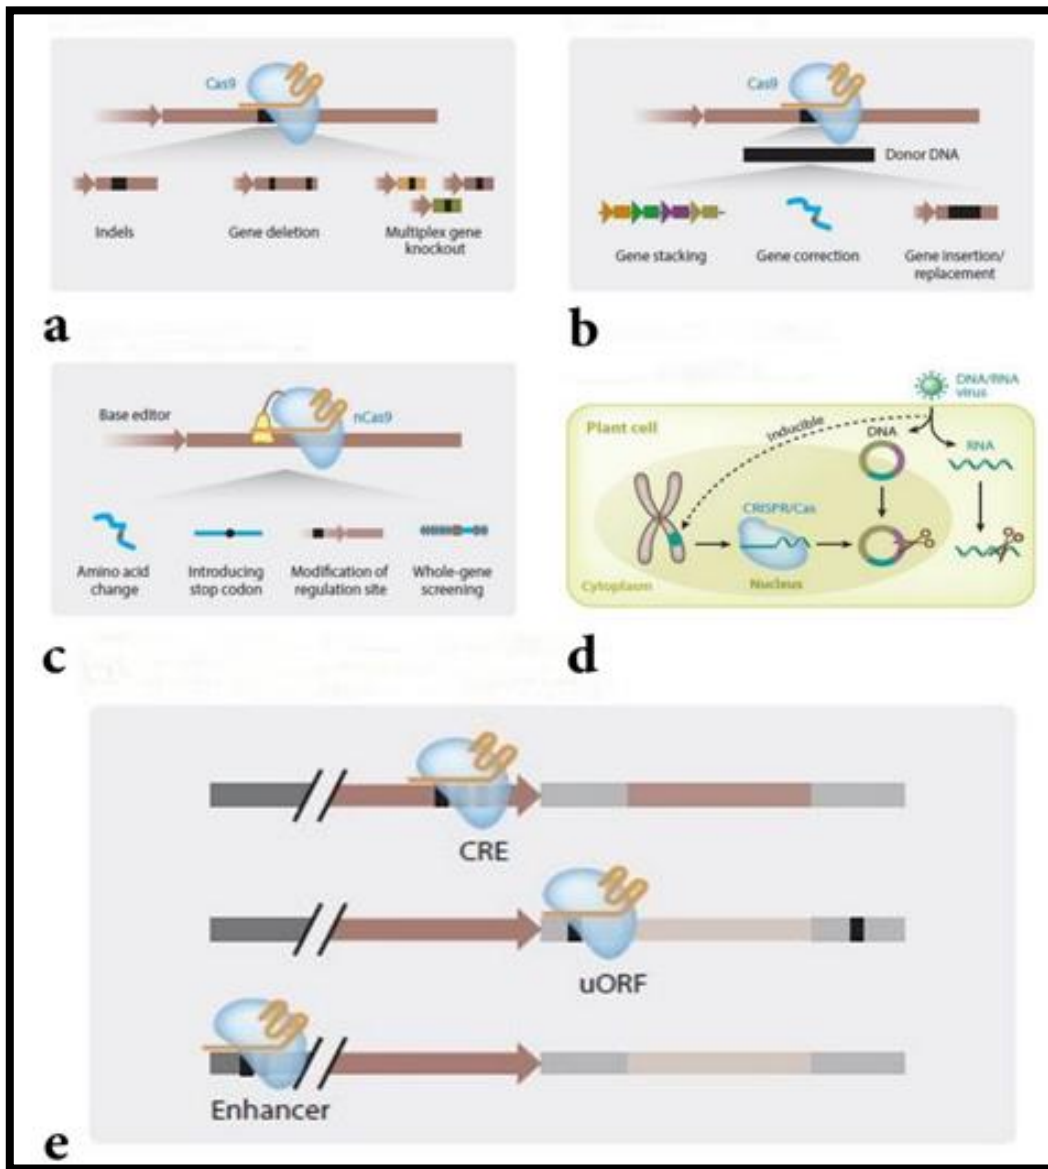 Cas9
Indels
Gene deletion
Multiplex gene
knockout
a
Cas9
Donor DNA
Gene stacking
Gene correction
Gene insertion/
replacement
b
Base editor
nCas9
Amino acid
change
Introducing
stop codon
Modification of
regulation site
Whole-gene
screening
c
DNA/RNA
virus
Plant cell
Inducible
DNA
RNA
CRISPR/Cas
Cytoplasm
Nucleus
d
CRE
uORF
Enhancer
e